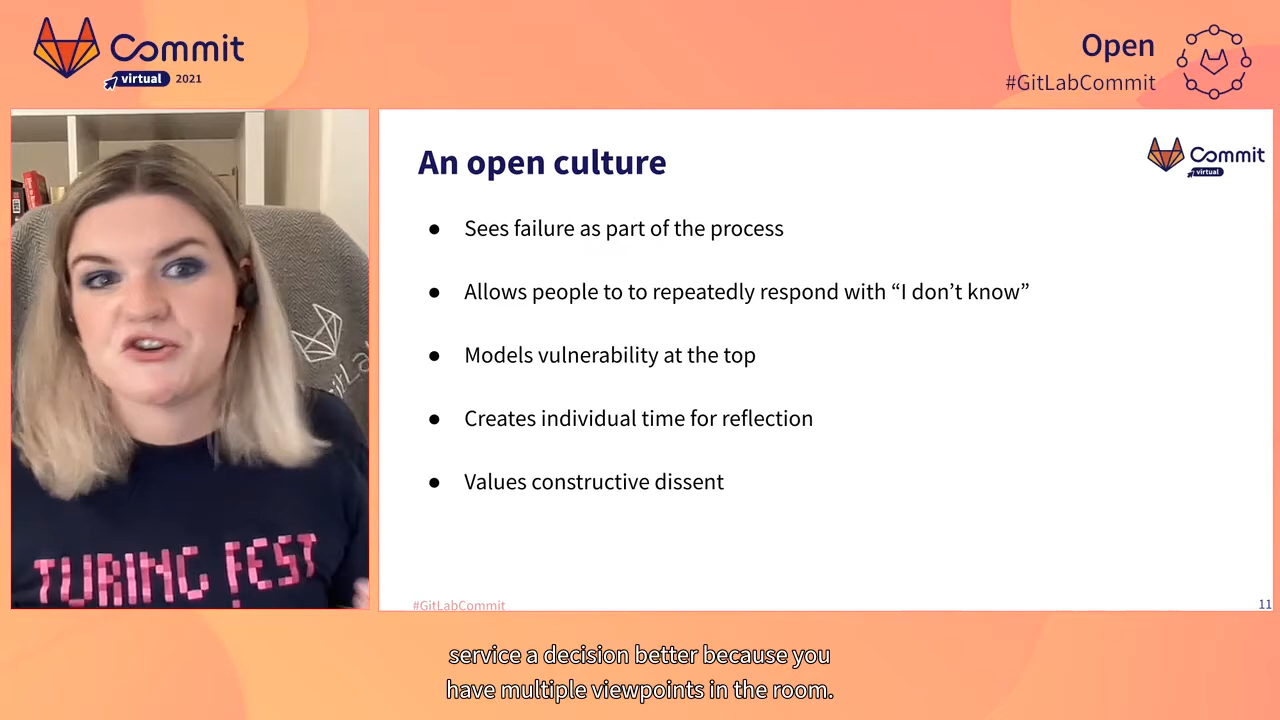 Commit
virtual 2021
Open
#GitLabCommit
TURING FEST
An open culture
Commit
virtual
● Sees failure as part of the process
● Allows people to to repeatedly respond with “I don’t know”
● Models vulnerability at the top
● Creates individual time for reflection
● Values constructive dissent
#GitLabCommit
11
service a decision better because you
have multiple viewpoints in the room.